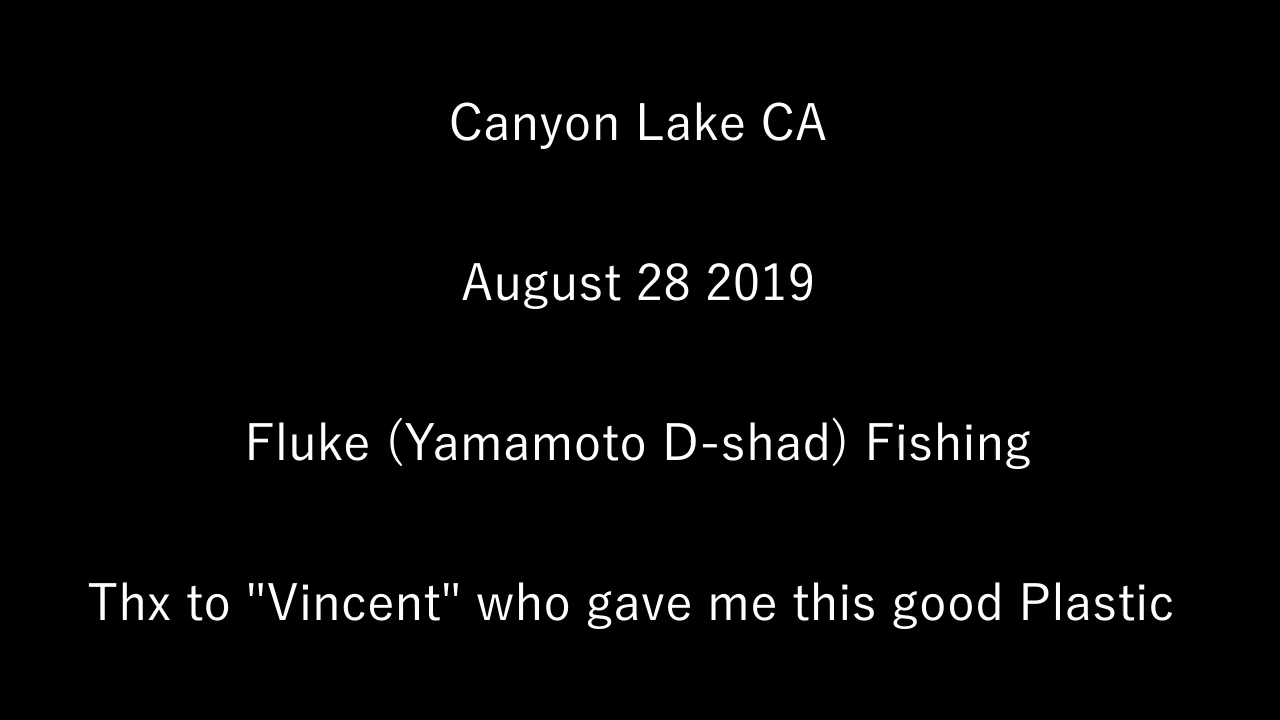 Canyon Lake CA
August 28 2019
Fluke (Yamamoto D-shad) Fishing
Thx to "Vincent" who gave me this good Plastic